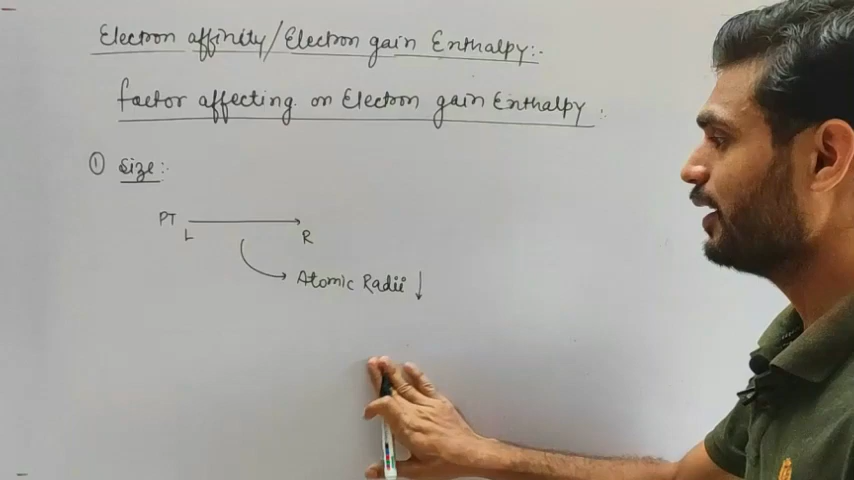 Electron affinity/Electron gain Enthalpy:.
factor affecting on Electron gain Enthalpy :
① Size:.
PT
L R
Atomic Radii ↓